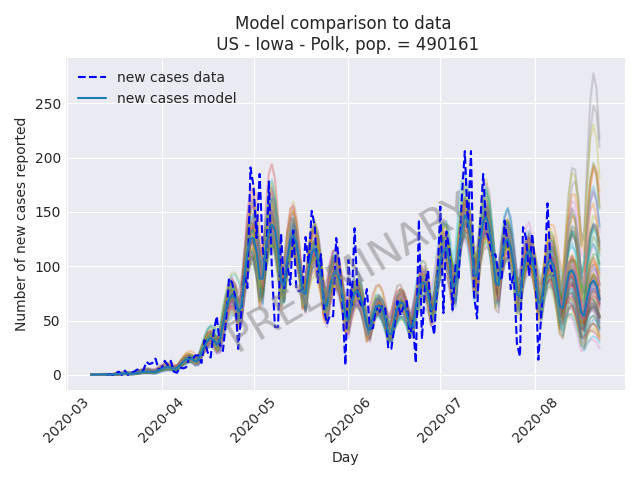 Model comparison to data
US - Iowa - Polk, pop. = 490161
new cases data
new cases model
PRELIMINARY
Number of new cases reported
250
200
150
100
50
0
2020-03
2020-04
2020-05
2020-06
2020-07
2020-08
Day